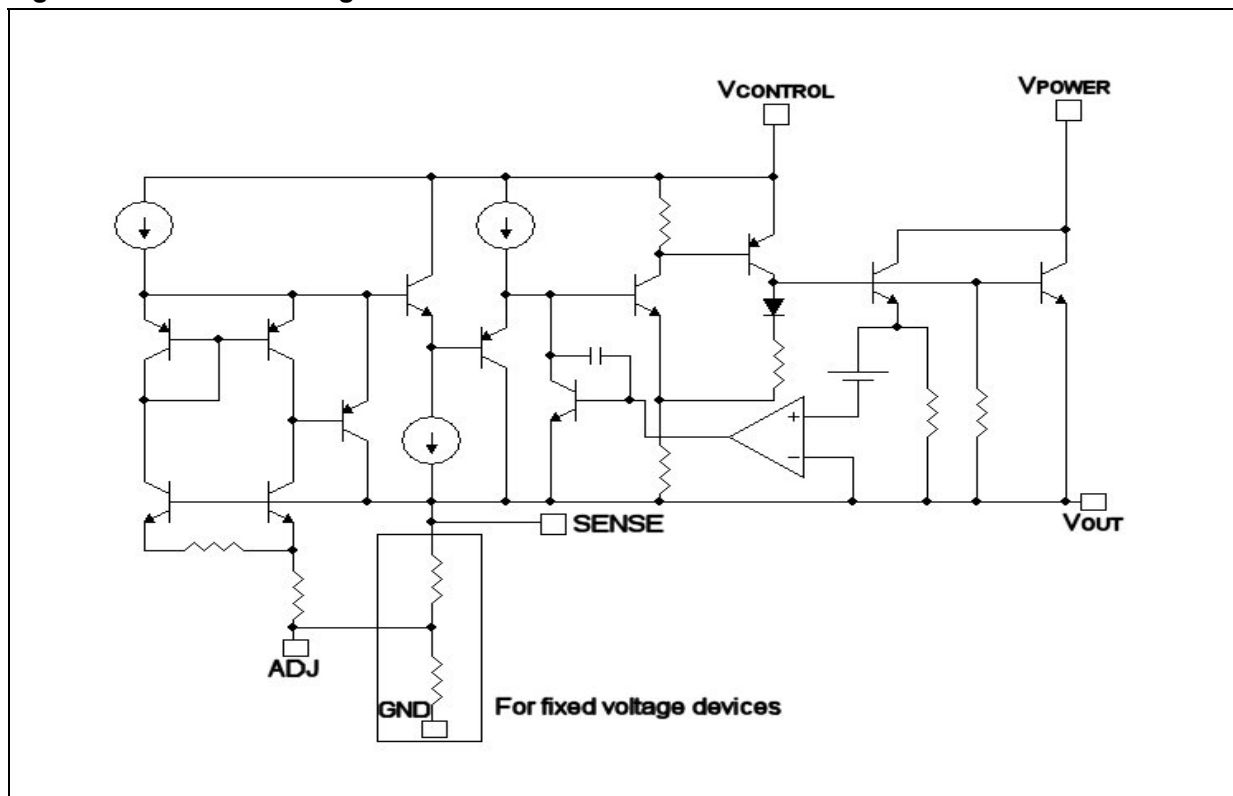 VCONTROL
VPOWER
+
−
SENSE
VOUT
ADJ
GND
For fixed voltage devices